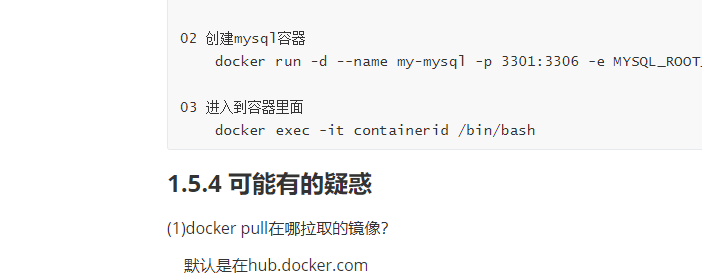 02 创建mysql容器
docker run -d --name my-mysql -p 3301:3306 -e MYSQL_ROOT_
03 进入到容器里面
docker exec -it containerid /bin/bash
1.5.4 可能有的疑惑
(1)docker pull在哪拉取的镜像?
默认是在hub.docker.com